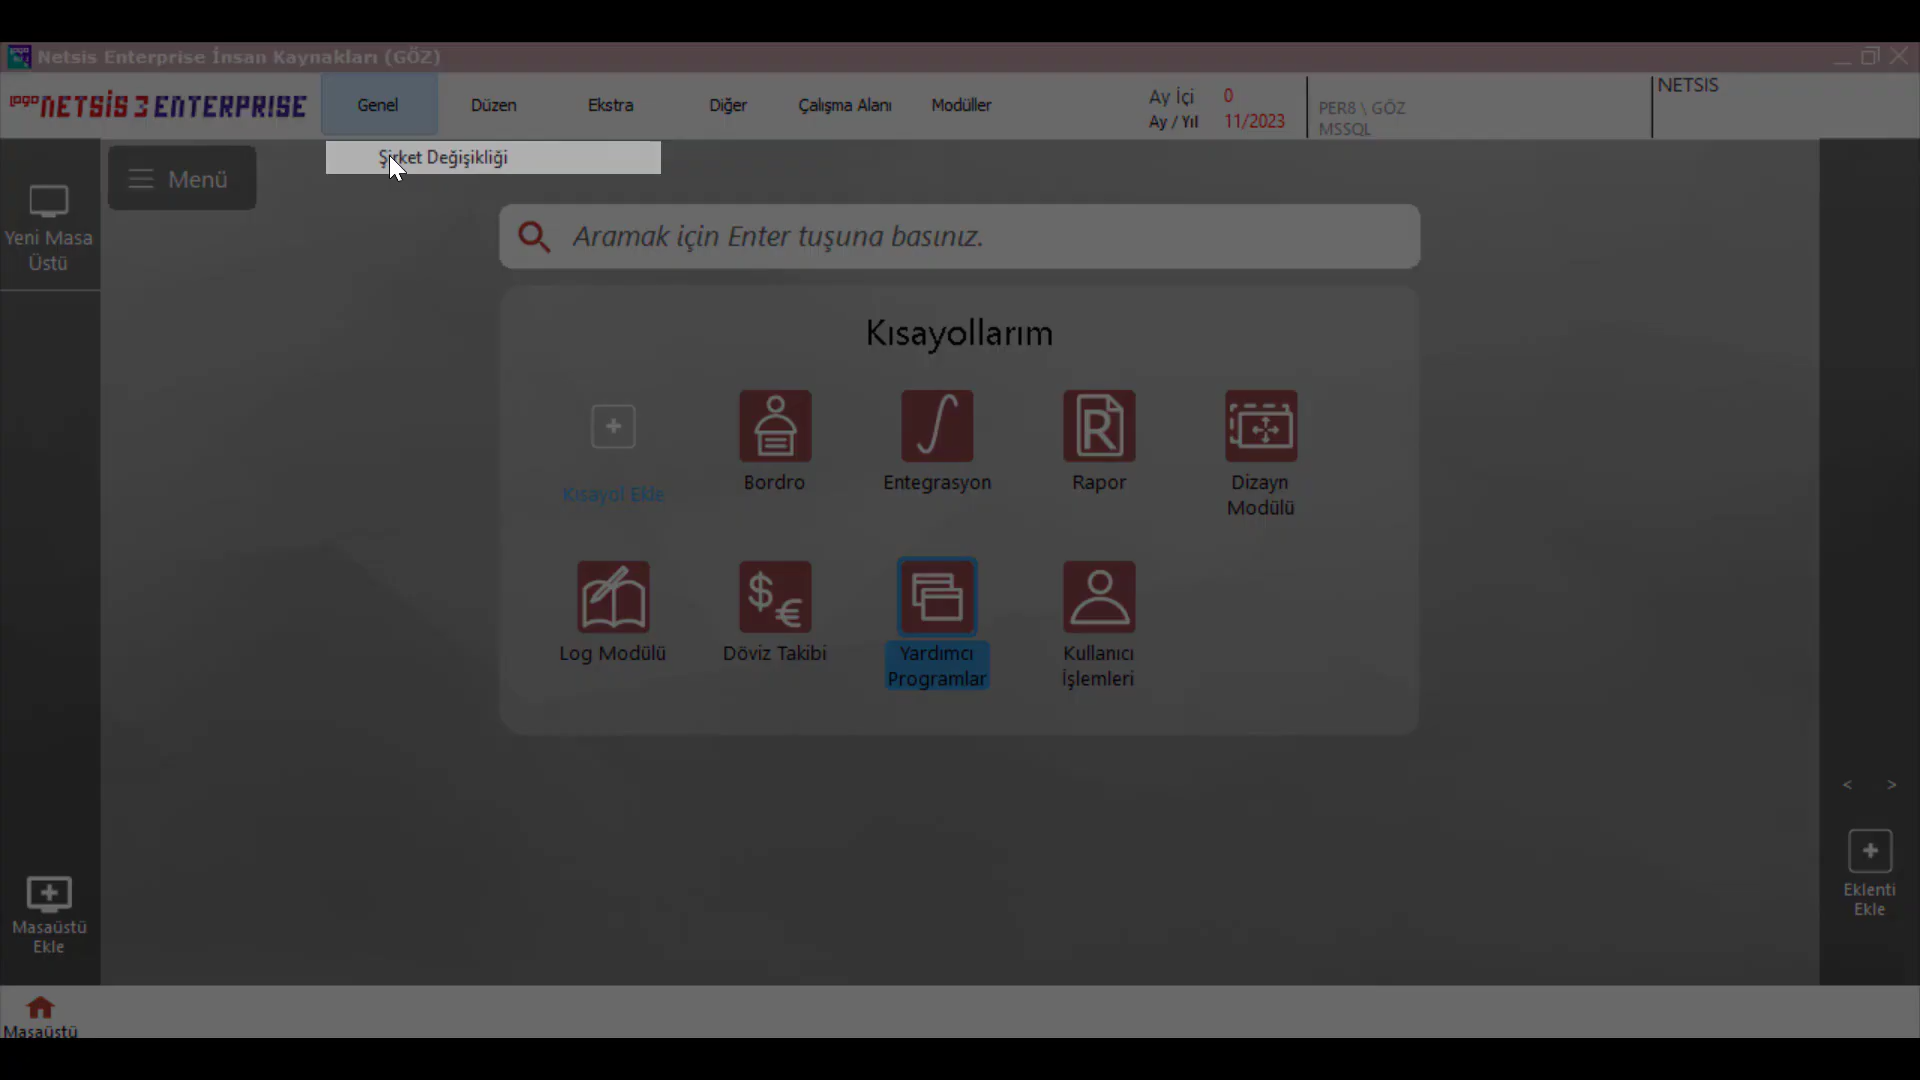 Netsis Enterprise İnsan Kaynakları (GÖZ)
LOGO NETSİS 3 ENTERPRISE
Genel
Düzen
Ekstra
Diğer
Çalışma Alanı
Modüller
Ay İçi 0
Ay / Yıl 11/2023
PER8 \ GÖZ
MSSQL
NETSIS
Şirket Değişikliği
Menü
Yeni Masa
Üstü
Aramak için Enter tuşuna basınız.
Kısayollarım
+
Kısayol Ekle
Bordro
Entegrasyon
Rapor
Dizayn
Modülü
Log Modülü
Döviz Takibi
Yardımcı
Programlar
Kullanıcı
İşlemleri
< >
Eklenti
Ekle
Masaüstü
Ekle
Masaüstü